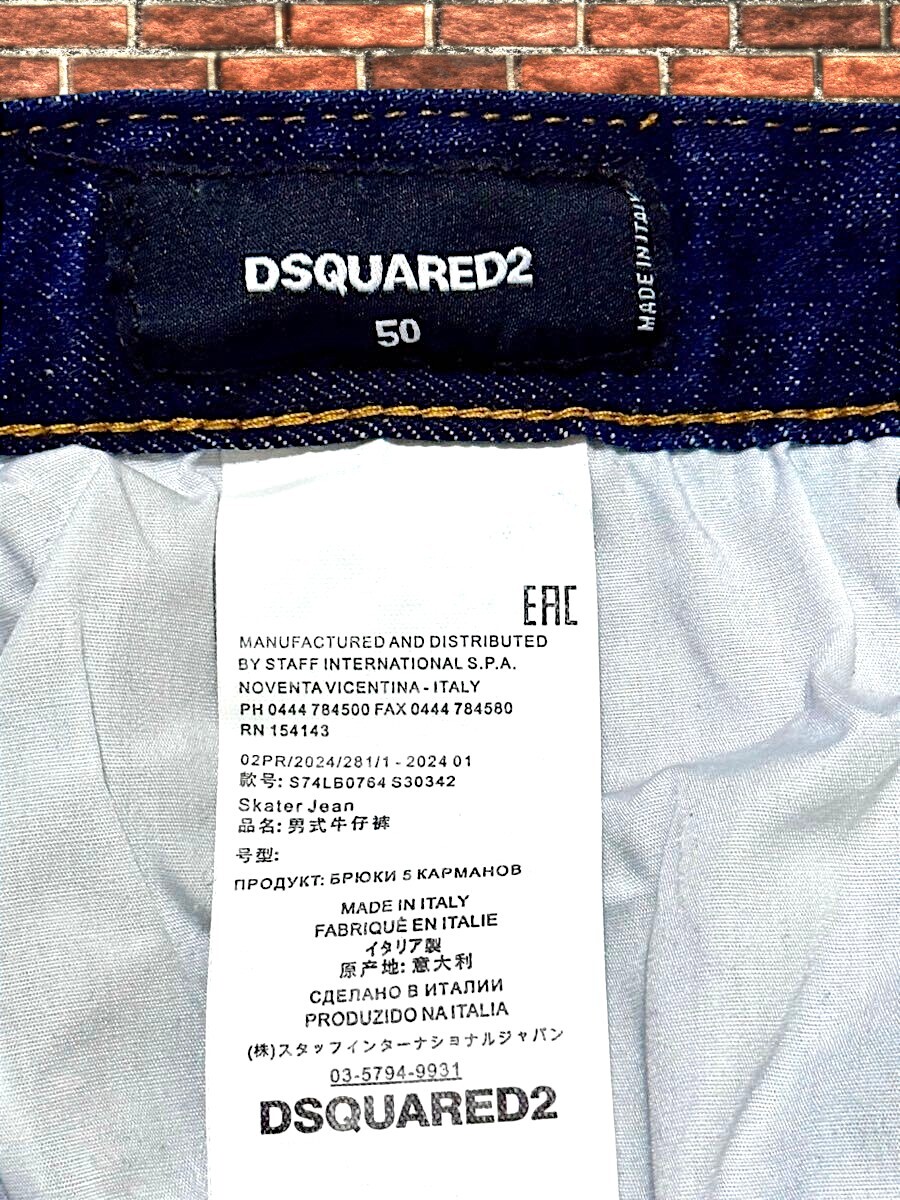 DSQUARED2
50
MADE IN ITALY
EAC
MANUFACTURED AND DISTRIBUTED
BY STAFF INTERNATIONAL S.P.A.
NOVENTA VICENTINA - ITALY
PH 0444 784500 FAX 0444 784580
RN 154143
02PR/2024/281/1 - 2024 01
款号: S74LB0764 S30342
Skater Jean
品名: 男式牛仔裤
号型:
ПРОДУКТ: БРЮКИ 5 КАРМАНОВ
MADE IN ITALY
FABRIQUÉ EN ITALIE
イタリア製
原产地: 意大利
СДЕЛАНО В ИТАЛИИ
PRODUZIDO NA ITALIA
(株)スタッフインターナショナルジャパン
03-5794-9931
DSQUARED2